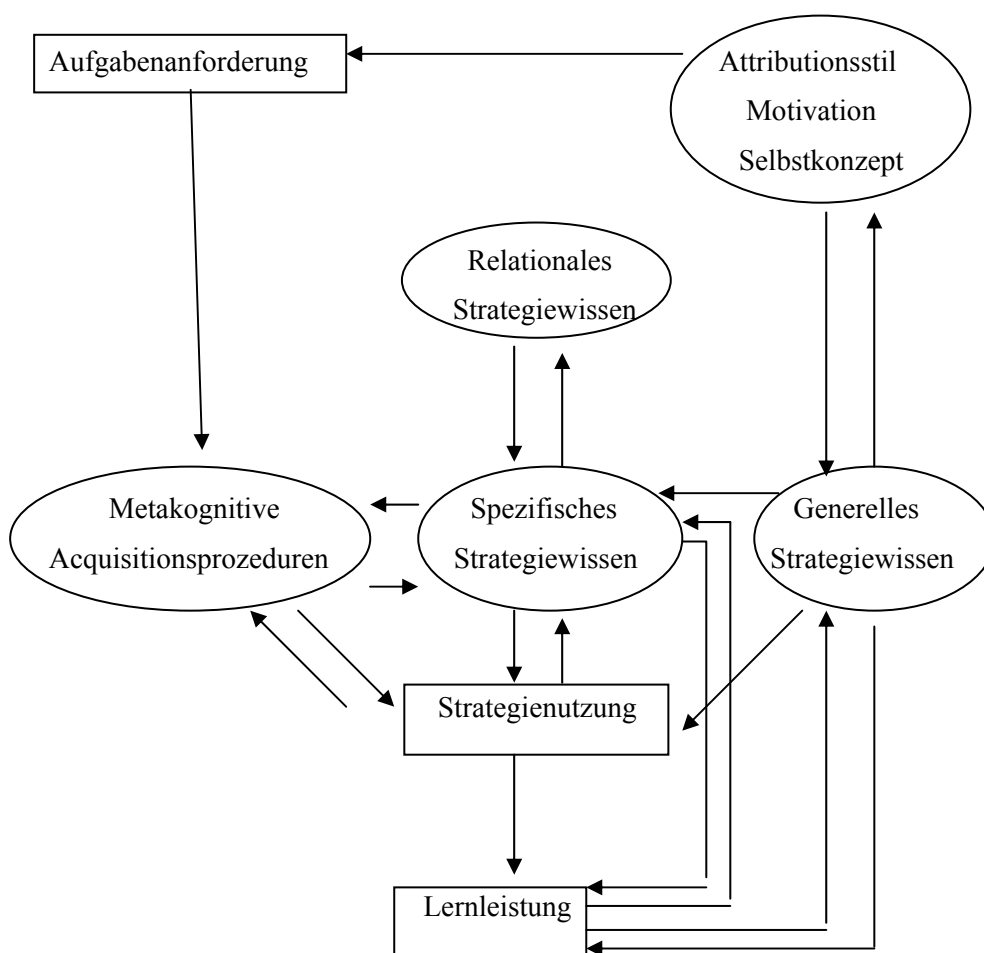 Aufgabenanforderung
Attributionsstil
Motivation
Selbstkonzept
Relationales
Strategiewissen
Metakognitive
Acquisitionsprozeduren
Spezifisches
Strategiewissen
Generelles
Strategiewissen
Strategienutzung
Lernleistung